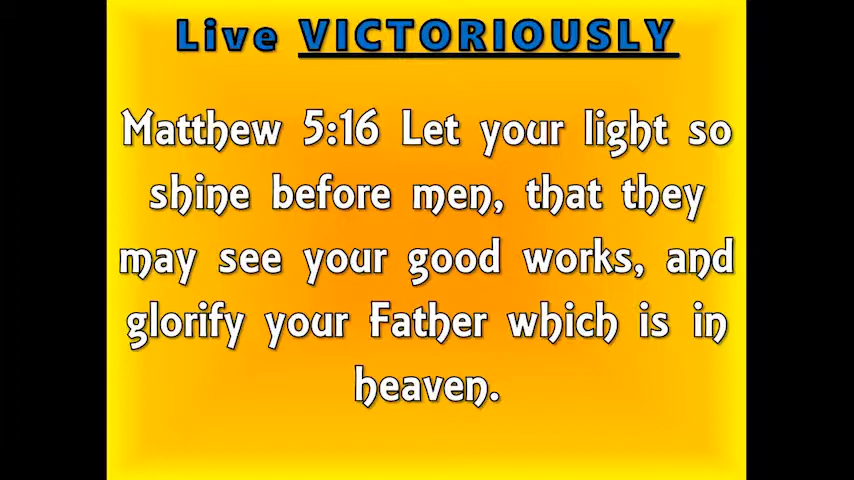 Live VICTORIOUSLY
Matthew 5:16 Let your light so
shine before men, that they
may see your good works, and
glorify your Father which is in
heaven.